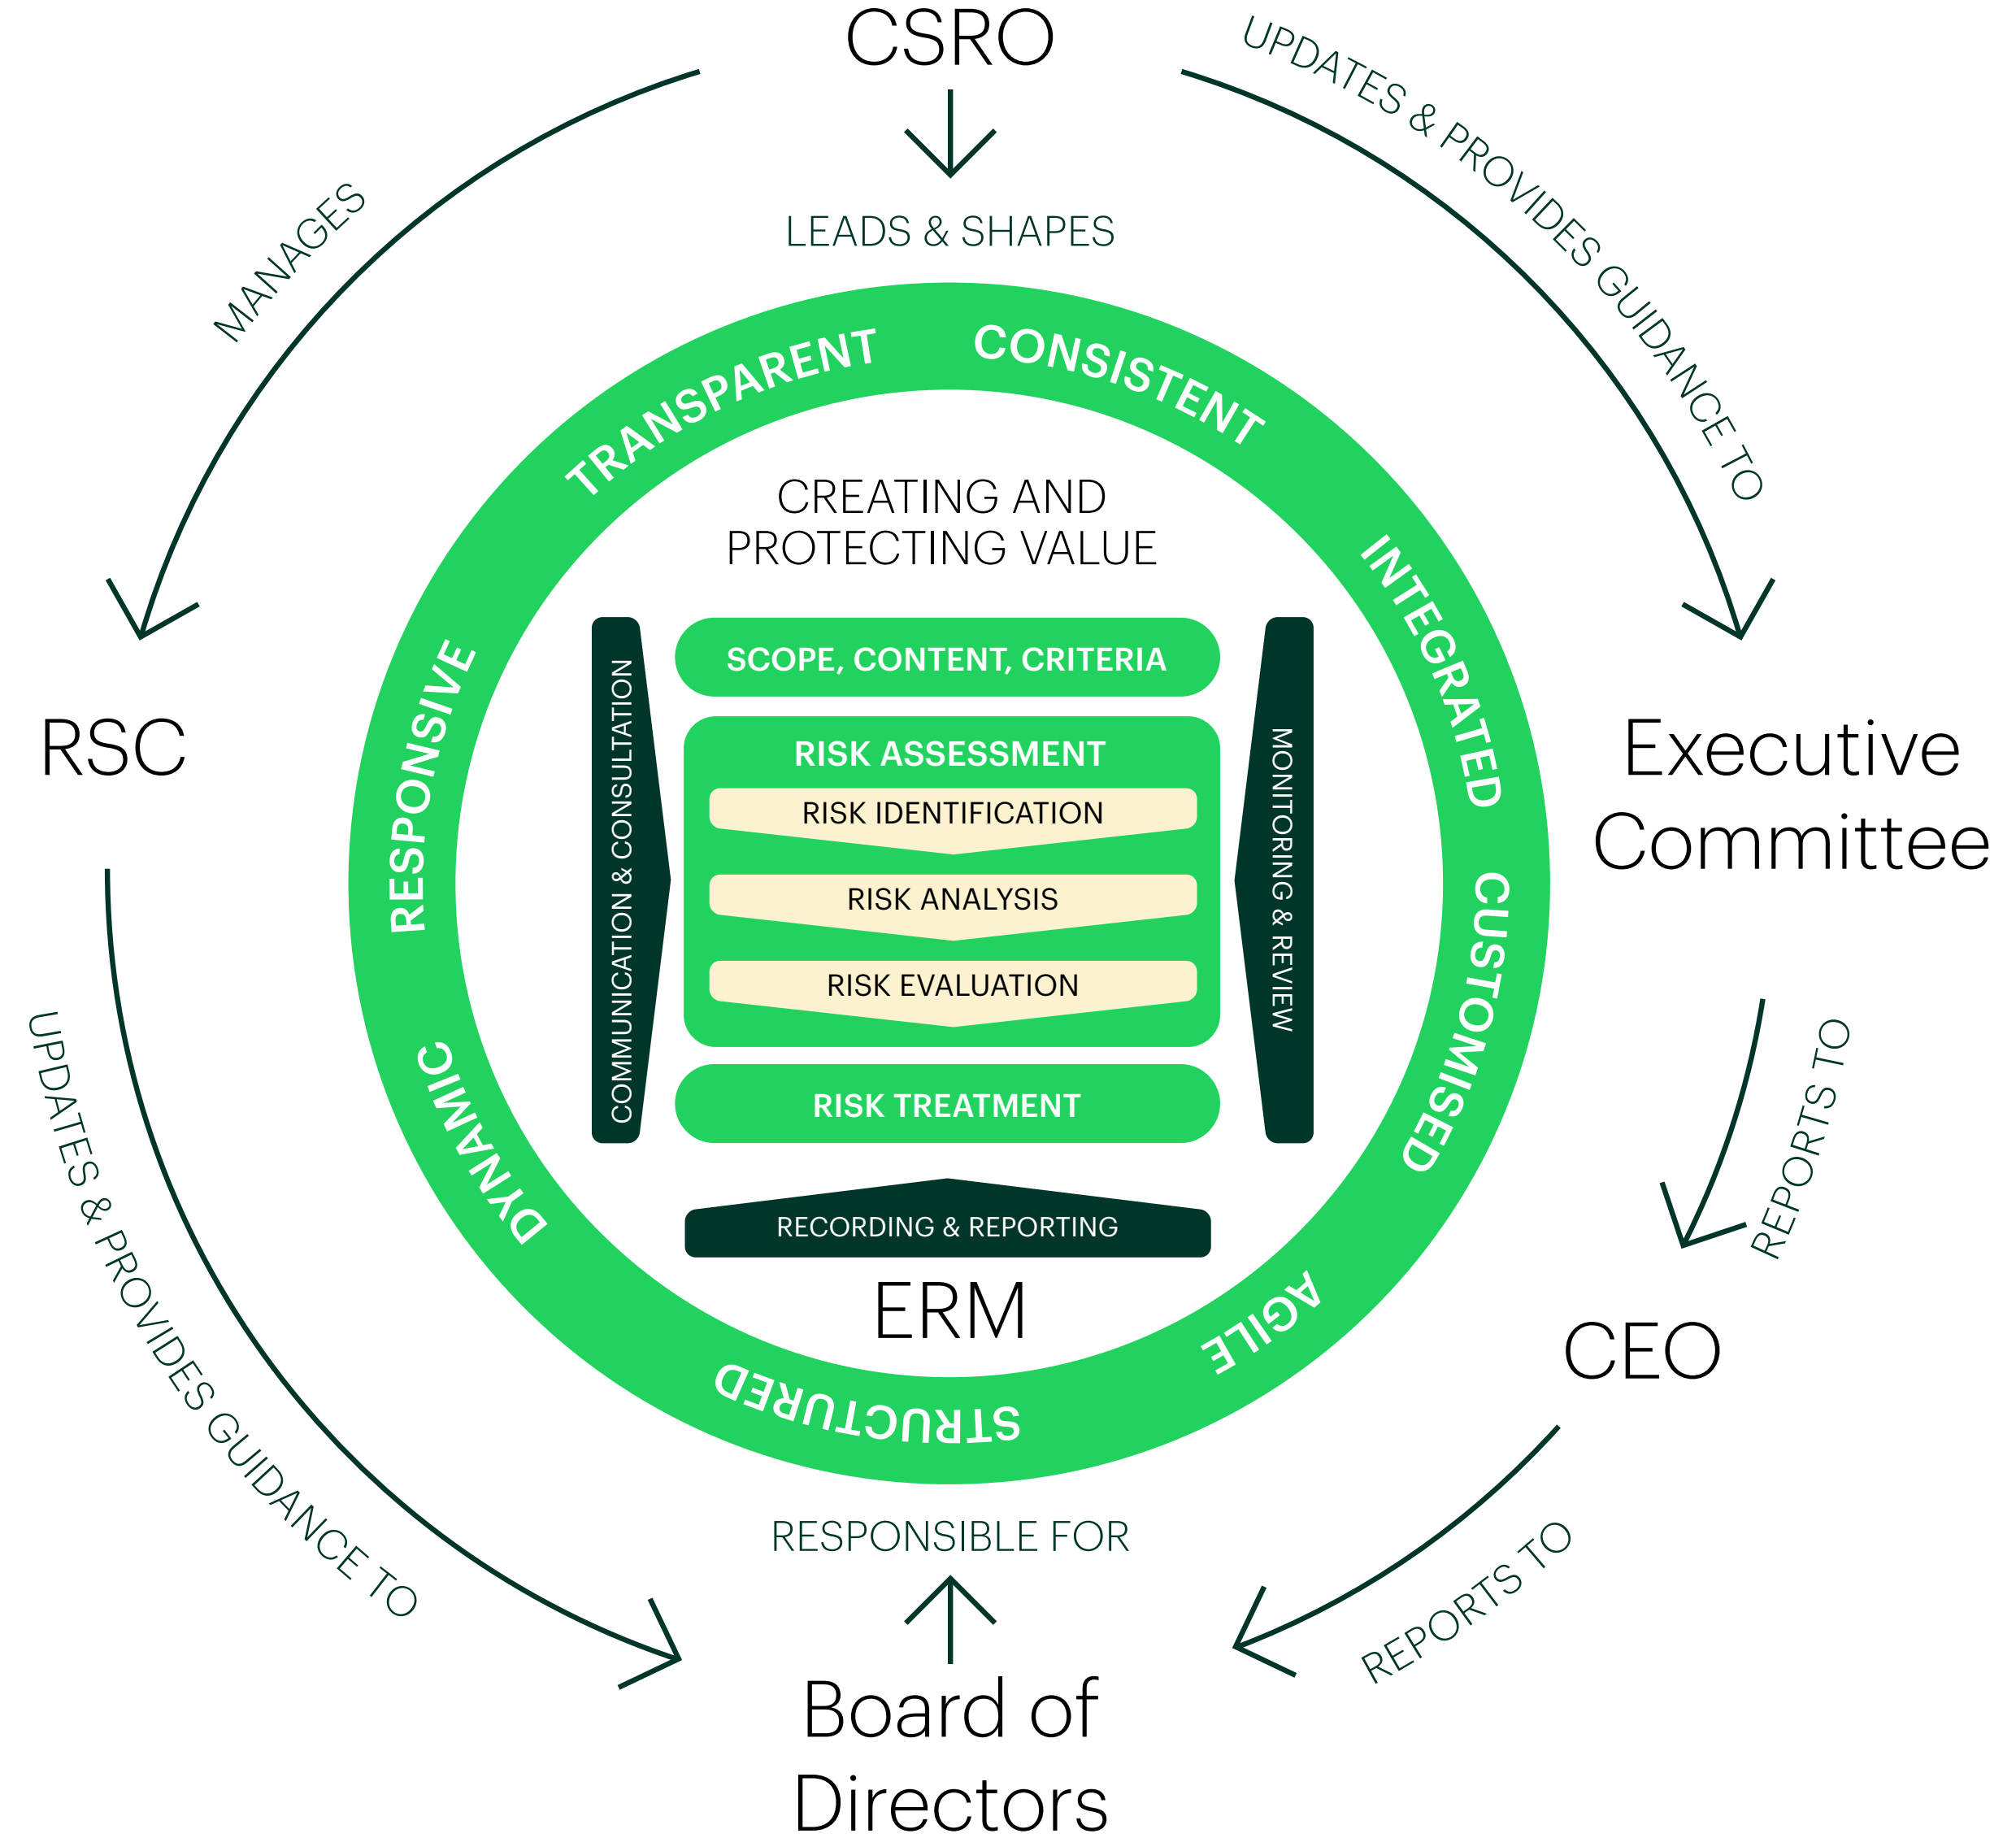 CSRO
UPDATES & PROVIDES GUIDANCE TO
MANAGES
LEADS & SHAPES
TRANSPARENT
CONSISTENT
INTEGRATED
CUSTOMISED
AGILE
STRUCTURED
DYNAMIC
RESPONSIVE
CREATING AND
PROTECTING VALUE
SCOPE, CONTENT, CRITERIA
COMMUNICATION & CONSULTATION
MONITORING & REVIEW
RISK ASSESSMENT
RISK IDENTIFICATION
RISK ANALYSIS
RISK EVALUATION
RISK TREATMENT
RECORDING & REPORTING
ERM
RSC
Executive
Committee
UPDATES & PROVIDES GUIDANCE TO
REPORTS TO
CEO
REPORTS TO
RESPONSIBLE FOR
Board of
Directors